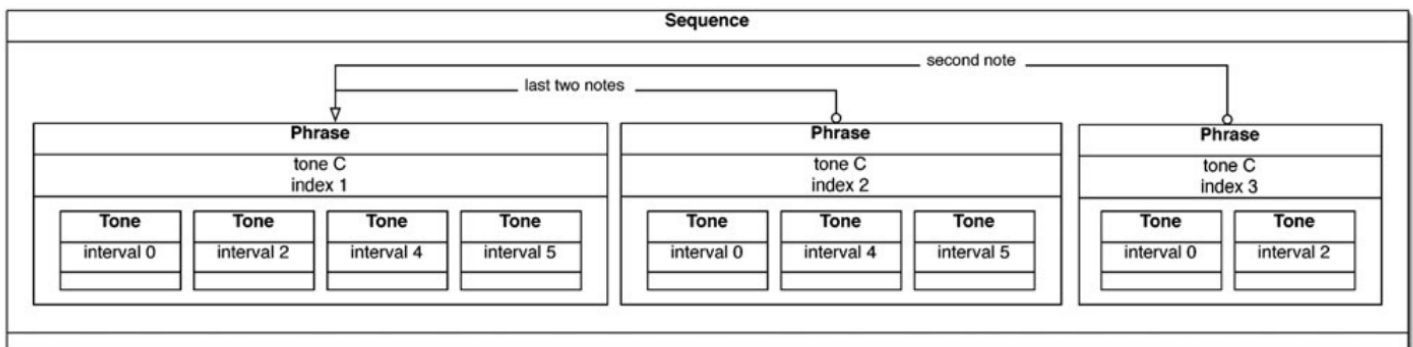 Sequence
second note
last two notes
Phrase Phrase Phrase
tone C tone C tone C
index 1 index 2 index 3
Tone Tone Tone Tone Tone Tone Tone Tone Tone
interval 0 interval 2 interval 4 interval 5 interval 0 interval 4 interval 5 interval 0 interval 2